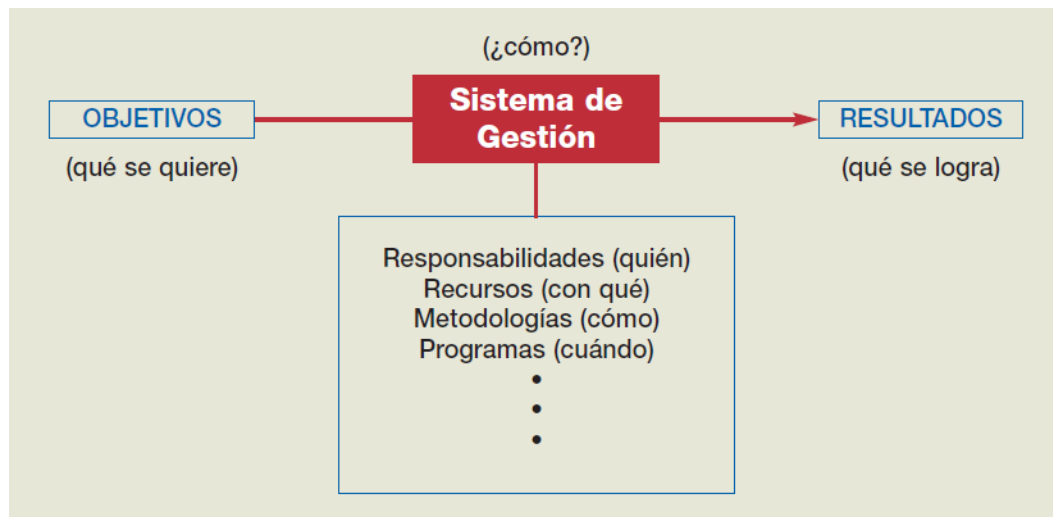 (¿cómo?)
Sistema de
Gestión
OBJETIVOS
(qué se quiere)
RESULTADOS
(qué se logra)
Responsabilidades (quién)
Recursos (con qué)
Metodologías (cómo)
Programas (cuándo)
•
•
•